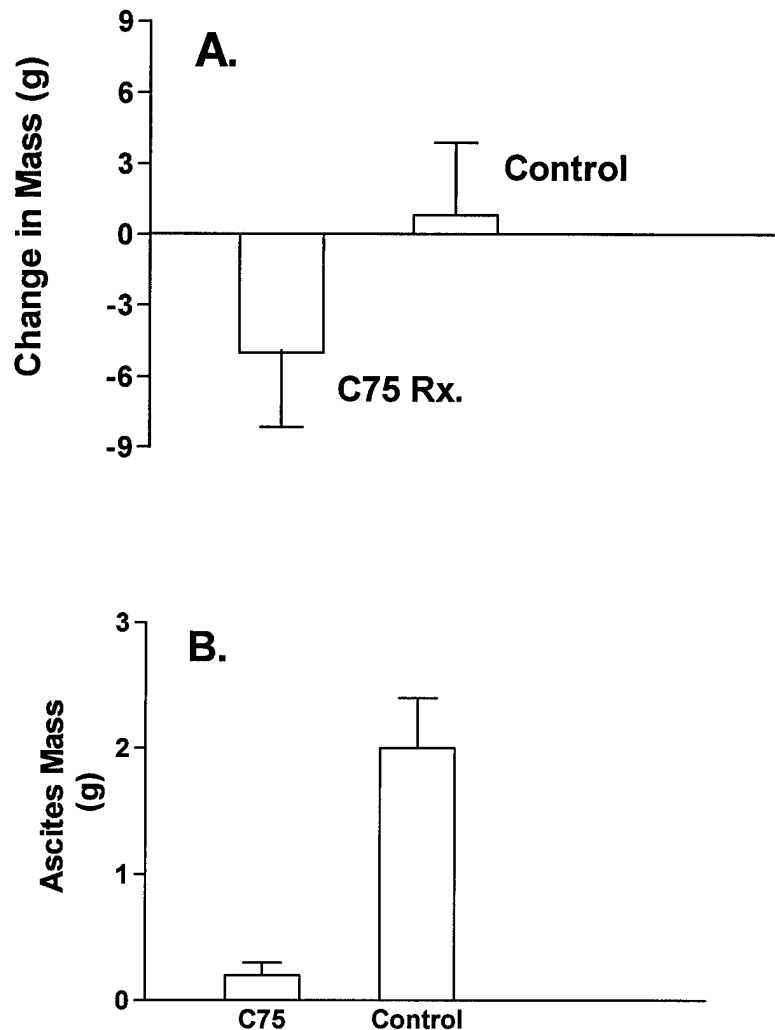 A.
Change in Mass (g)
9
6
3
0
-3
-6
-9
Control
C75 Rx.
B.
Ascites Mass
(g)
3
2
1
0
C75
Control